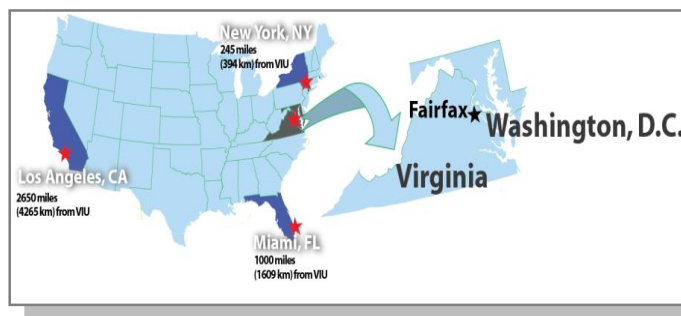 New York, NY
245 miles
(394 km) from VIU
Fairfax
Washington, D.C.
Virginia
Los Angeles, CA
2650 miles
(4265 km) from VIU
Miami, FL
1000 miles
(1609 km) from VIU